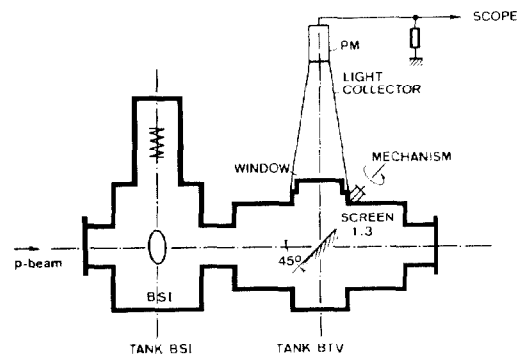 SCOPE
PM
LIGHT
COLLECTOR
WINDOW
MECHANISM
SCREEN
1.3
45°
p-beam
BSI
TANK BSI
TANK BTV